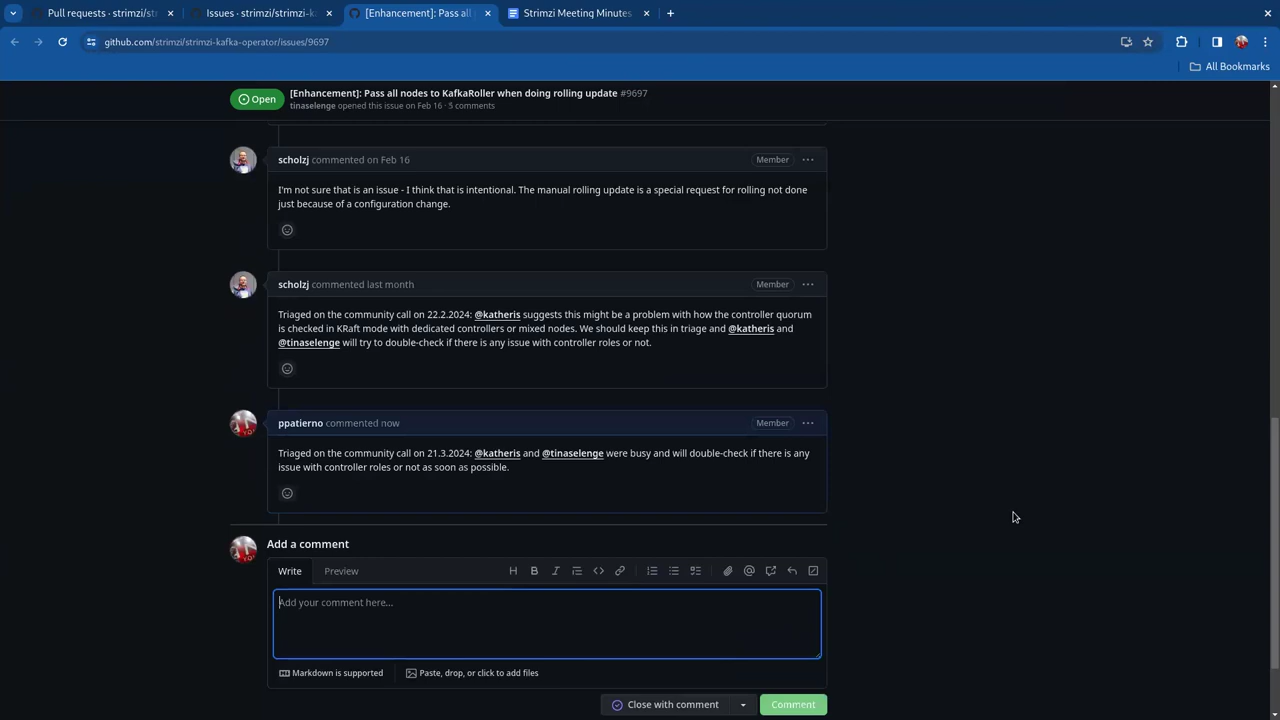 Pull requests · strimzi/str
Issues · strimzi/strimzi-ka
[Enhancement]: Pass all
Strimzi Meeting Minutes
github.com/strimzi/strimzi-kafka-operator/issues/9697
All Bookmarks
Open
[Enhancement]: Pass all nodes to KafkaRoller when doing rolling update #9697
tinaselenge opened this issue on Feb 16 · 5 comments
scholzj commented on Feb 16
Member
I'm not sure that is an issue - I think that is intentional. The manual rolling update is a special request for rolling not done
just because of a configuration change.
scholzj commented last month
Member
Triaged on the community call on 22.2.2024: @katheris suggests this might be a problem with how the controller quorum
is checked in KRaft mode with dedicated controllers or mixed nodes. We should keep this in triage and @katheris and
@tinaselenge will try to double-check if there is any issue with controller roles or not.
ppatierno commented now
Member
Triaged on the community call on 21.3.2024: @katheris and @tinaselenge were busy and will double-check if there is any
issue with controller roles or not as soon as possible.
Add a comment
Write
Preview
Add your comment here...
Markdown is supported
Paste, drop, or click to add files
Close with comment
Comment